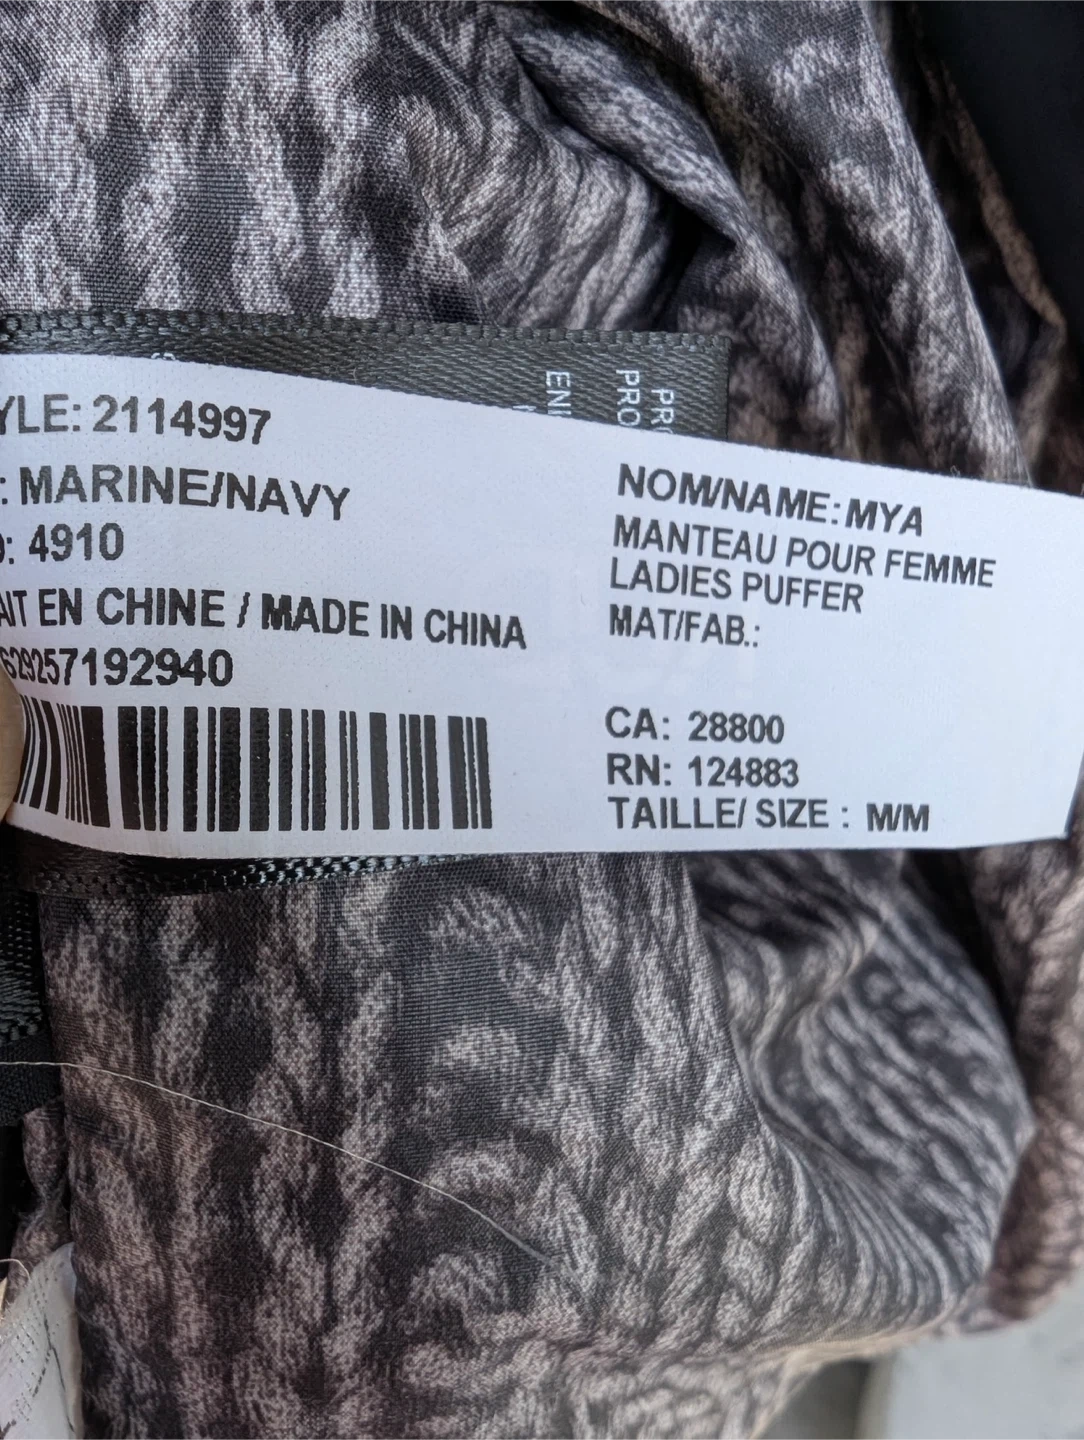 YLE: 2114997
: MARINE/NAVY
: 4910
AIT EN CHINE / MADE IN CHINA
629257192940
NOM/NAME: MYA
MANTEAU POUR FEMME
LADIES PUFFER
MAT/FAB.:
CA: 28800
RN: 124883
TAILLE/ SIZE : M/M
PRO
ENI